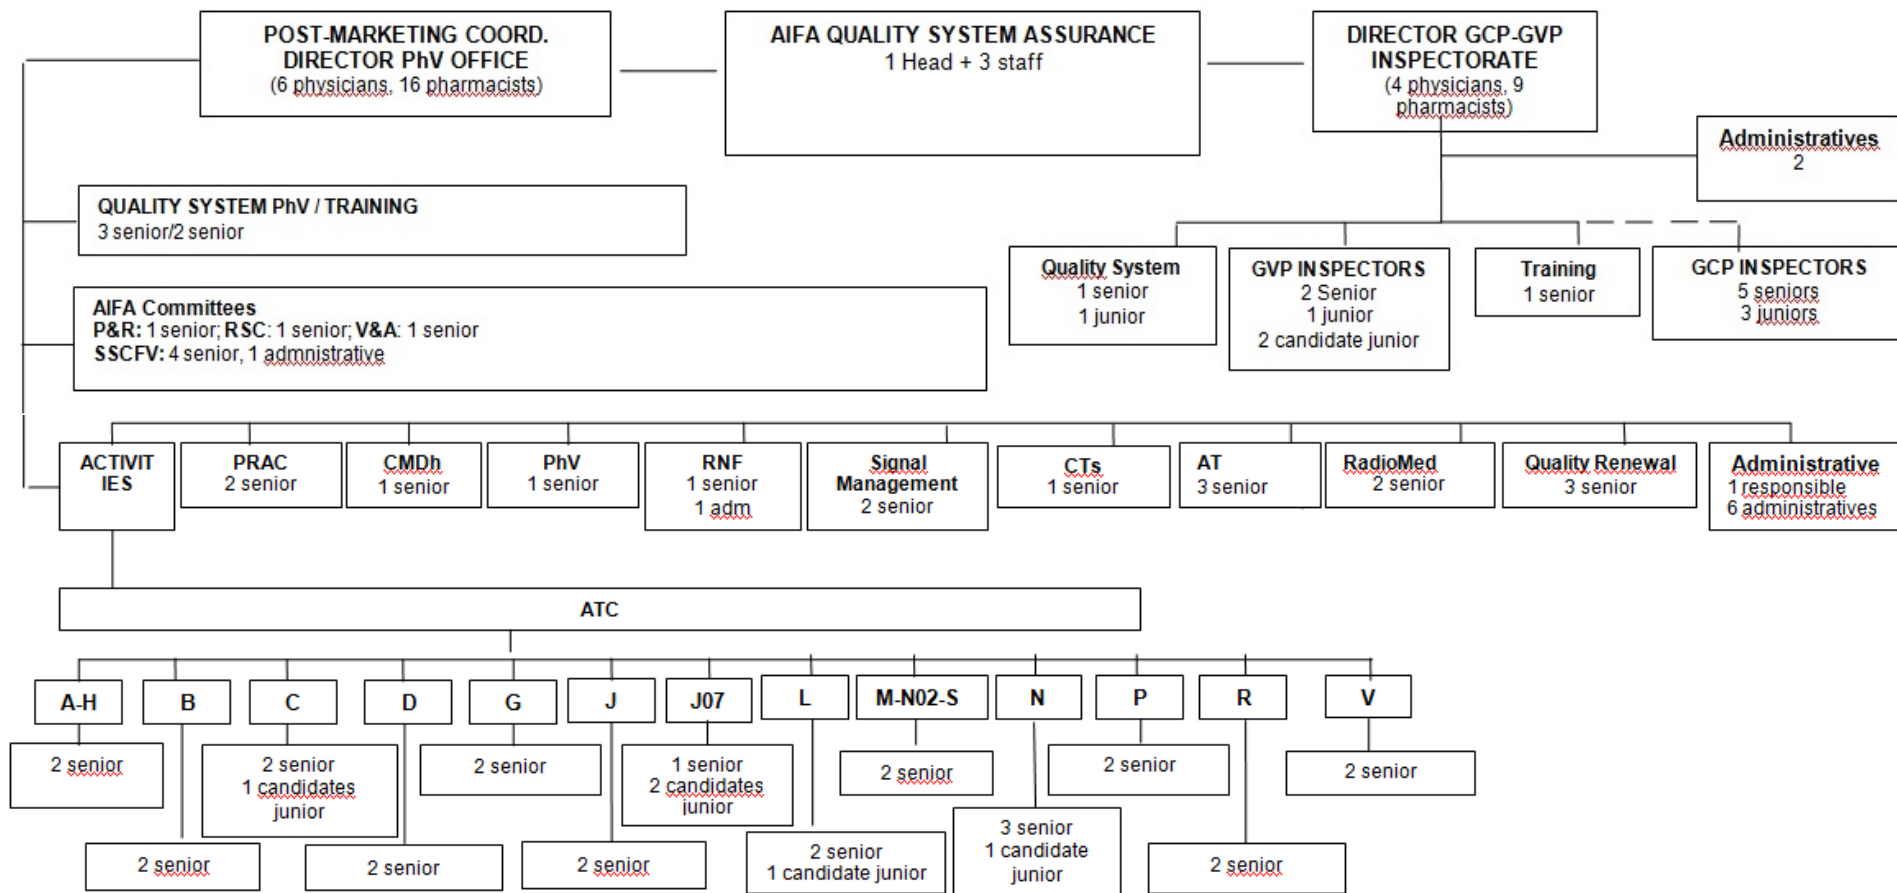 POST-MARKETING COORD.
DIRECTOR PhV OFFICE
(6 physicians, 16 pharmacists)
AIFA QUALITY SYSTEM ASSURANCE
1 Head + 3 staff
DIRECTOR GCP-GVP
INSPECTORATE
(4 physicians, 9
pharmacists)
Administratives
2
QUALITY SYSTEM PhV / TRAINING
3 senior/2 senior
Quality System
1 senior
1 junior
GVP INSPECTORS
2 Senior
1 junior
2 candidate junior
Training
1 senior
GCP INSPECTORS
5 seniors
3 juniors
AIFA Committees
P&R: 1 senior; RSC: 1 senior; V&A: 1 senior
SSCFV: 4 senior, 1 admnistrative
ACTIVIT
IES
PRAC
2 senior
CMDh
1 senior
PhV
1 senior
RNF
1 senior
1 adm
Signal
Management
2 senior
CTs
1 senior
AT
3 senior
RadioMed
2 senior
Quality Renewal
3 senior
Administrative
1 responsible
6 administratives
ATC
A-H
B
C
D
G
J
J07
L
M-N02-S
N
P
R
V
2 senior
2 senior
2 senior
1 candidates
junior
2 senior
2 senior
2 senior
1 senior
2 candidates
junior
2 senior
1 candidate junior
2 senior
3 senior
1 candidate
junior
2 senior
2 senior
2 senior